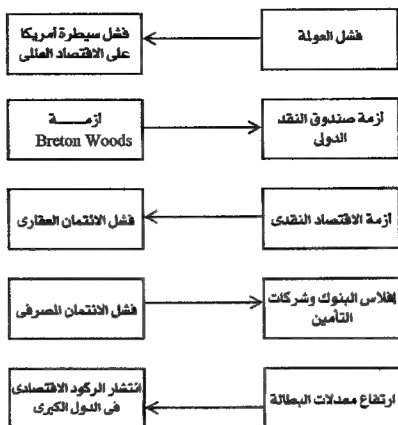 فشل العولمة
فشل سيطرة أمريكا
على الاقتصاد العالمى
أزمة صندوق النقد
الدولى
أزمـــــــة
Breton Woods
أزمة الاقتصاد النقدى
فشل الائتمان العقارى
إفلاس البنوك وشركات
التأمين
فشل الائتمان المصرفى
ارتفاع معدلات البطالة
انتشار الركود الاقتصادى
فى الدول الكبرى